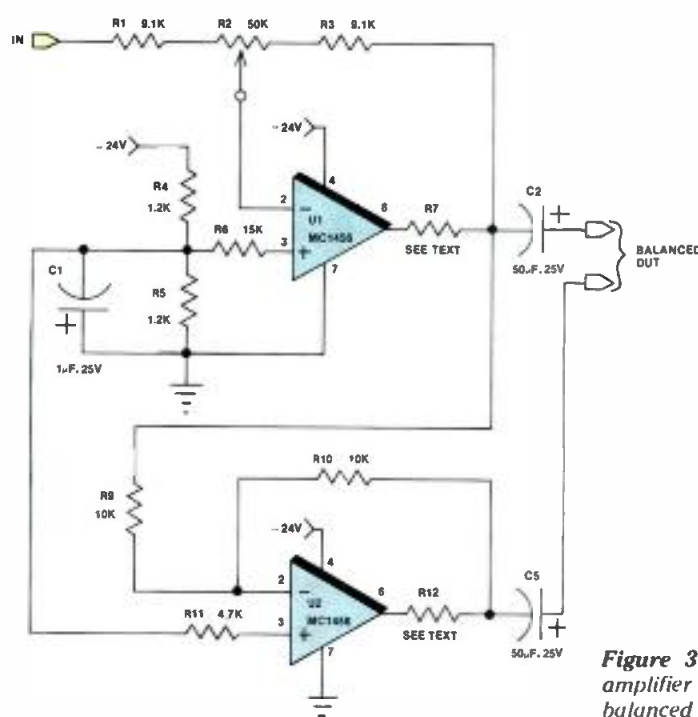 R1 9.1K
R2 50K
R3 9.1K
IN
-24V
-24V
R4
1.2K
4
2
U1
MC1456
6
R7
SEE TEXT
C2
+
50µF. 25V
BALANCED
OUT
R6 15K
3
+
7
C1
+
1µF. 25V
R5
1.2K
R10 10K
R9
10K
-24V
4
2
U2
MC1456
6
R12
SEE TEXT
C5
+
50µF. 25V
R11 4.7K
3
+
7
Figure 3
amplifier
balanced